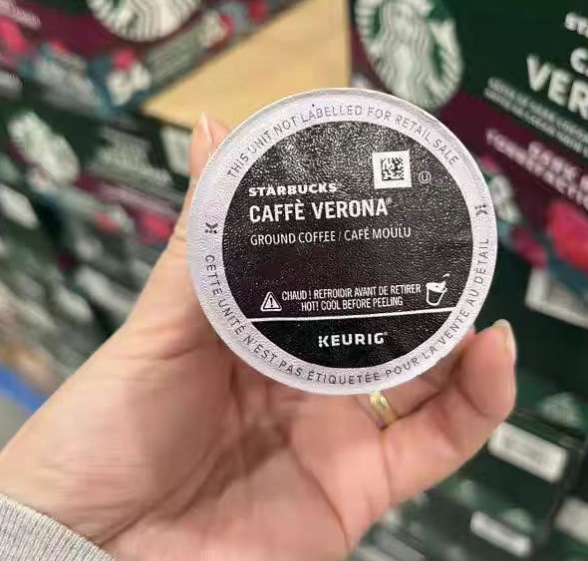 THIS UNIT NOT LABELLED FOR RETAIL SALE
STARBUCKS
CAFFÈ VERONA®
GROUND COFFEE / CAFÉ MOULU
CHAUD ! REFROIDIR AVANT DE RETIRER
HOT! COOL BEFORE PEELING
KEURIG®
CETTE UNITÉ N'EST PAS ÉTIQUETÉE POUR LA VENTE AU DÉTAIL